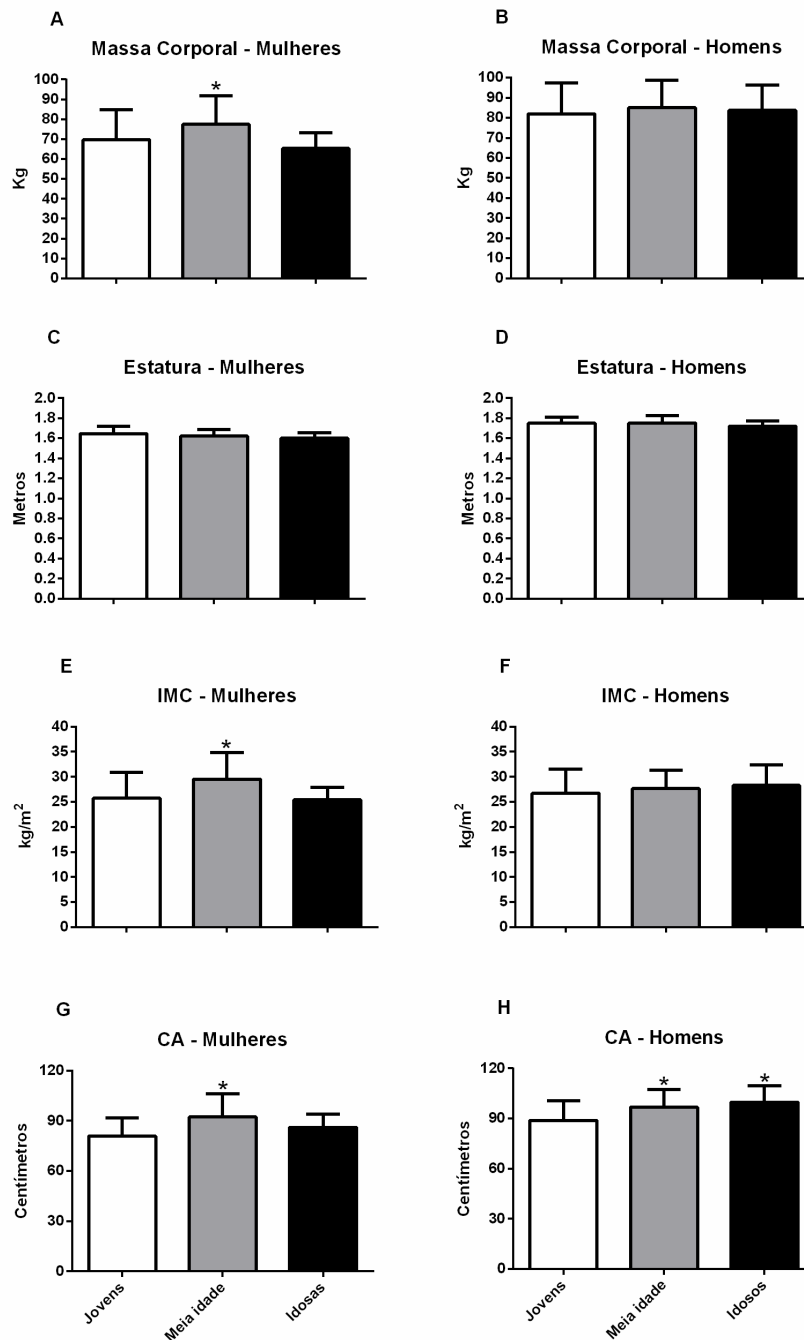 A
Massa Corporal - Mulheres
100
90
80
70
60
50
40
30
20
10
0
Kg
*
B
Massa Corporal - Homens
100
90
80
70
60
50
40
30
20
10
0
Kg
C
Estatura - Mulheres
2.0
1.8
1.6
1.4
1.2
1.0
0.8
0.6
0.4
0.2
0.0
Metros
D
Estatura - Homens
2.0
1.8
1.6
1.4
1.2
1.0
0.8
0.6
0.4
0.2
0.0
Metros
E
IMC - Mulheres
40
35
30
25
20
15
10
5
0
kg/m²
*
F
IMC - Homens
40
35
30
25
20
15
10
5
0
kg/m²
G
CA - Mulheres
120
90
60
30
0
Centímetros
*
Jovens
Meia idade
Idosas
H
CA - Homens
120
90
60
30
0
Centímetros
*
*
Jovens
Meia idade
Idosos